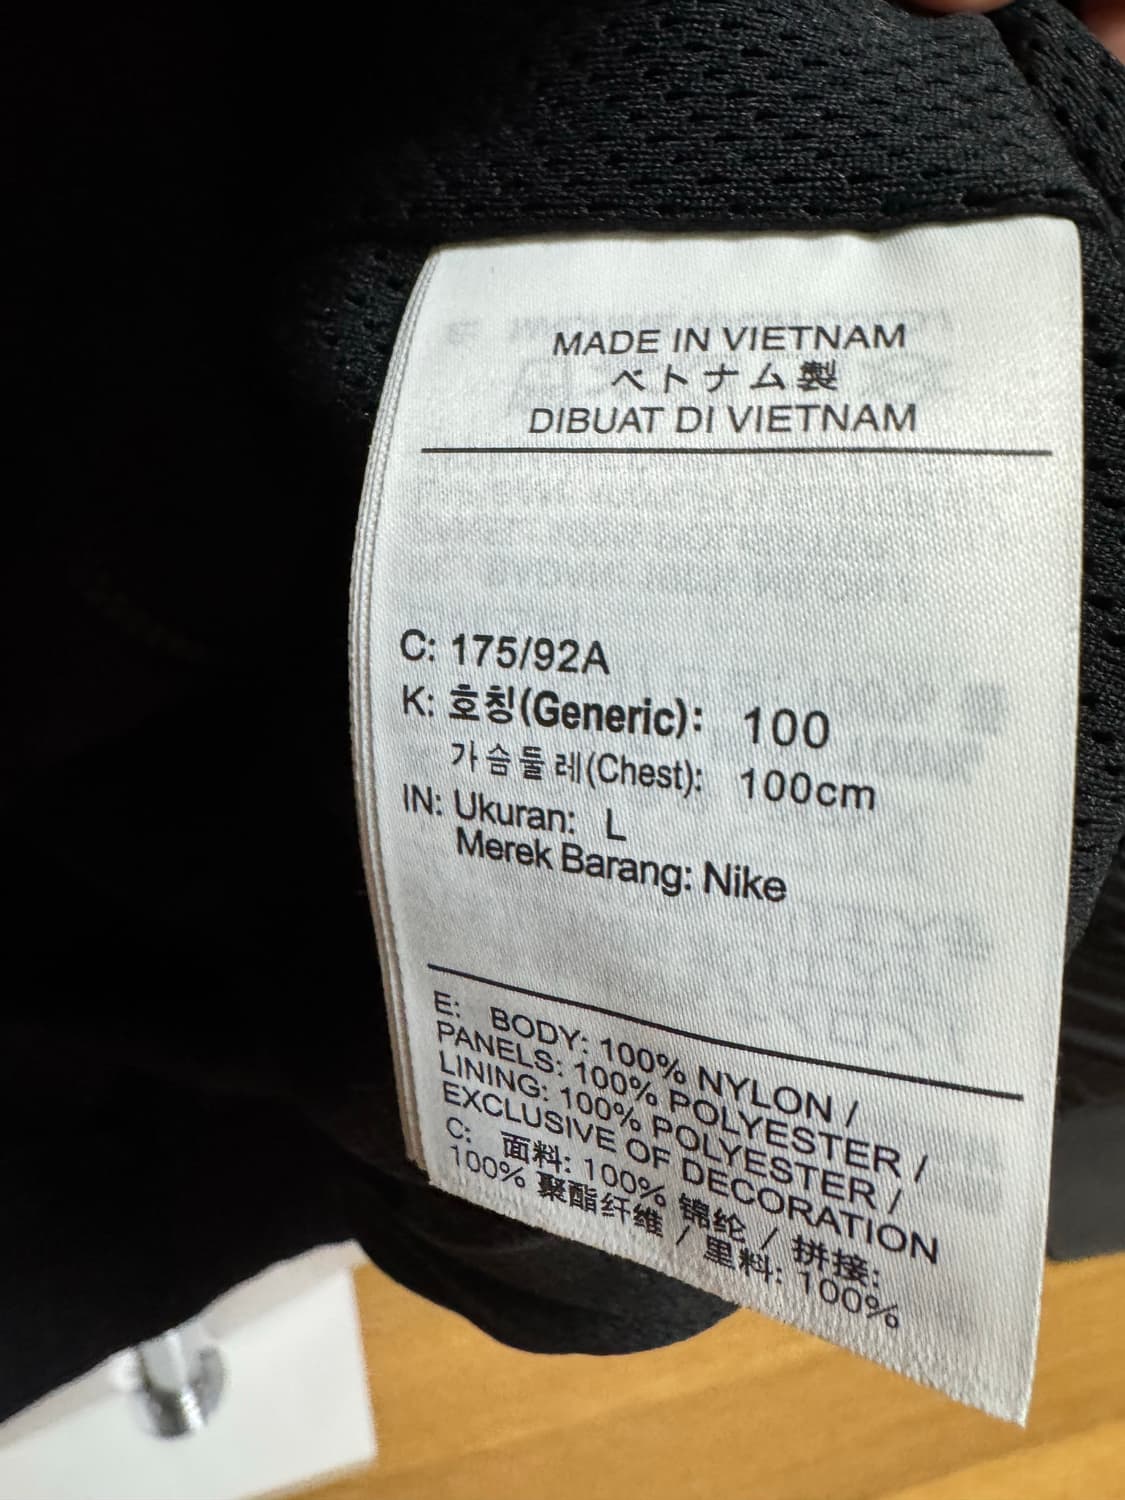 MADE IN VIETNAM
ベトナム製
DIBUAT DI VIETNAM
C: 175/92A
K: 호칭(Generic): 100
가슴둘레(Chest): 100cm
IN: Ukuran: L
Merek Barang: Nike
E: BODY: 100% NYLON /
PANELS: 100% POLYESTER /
LINING: 100% POLYESTER /
EXCLUSIVE OF DECORATION
C: 面料: 100% 锦纶 / 拼接:
100% 聚酯纤维 / 里料: 100%